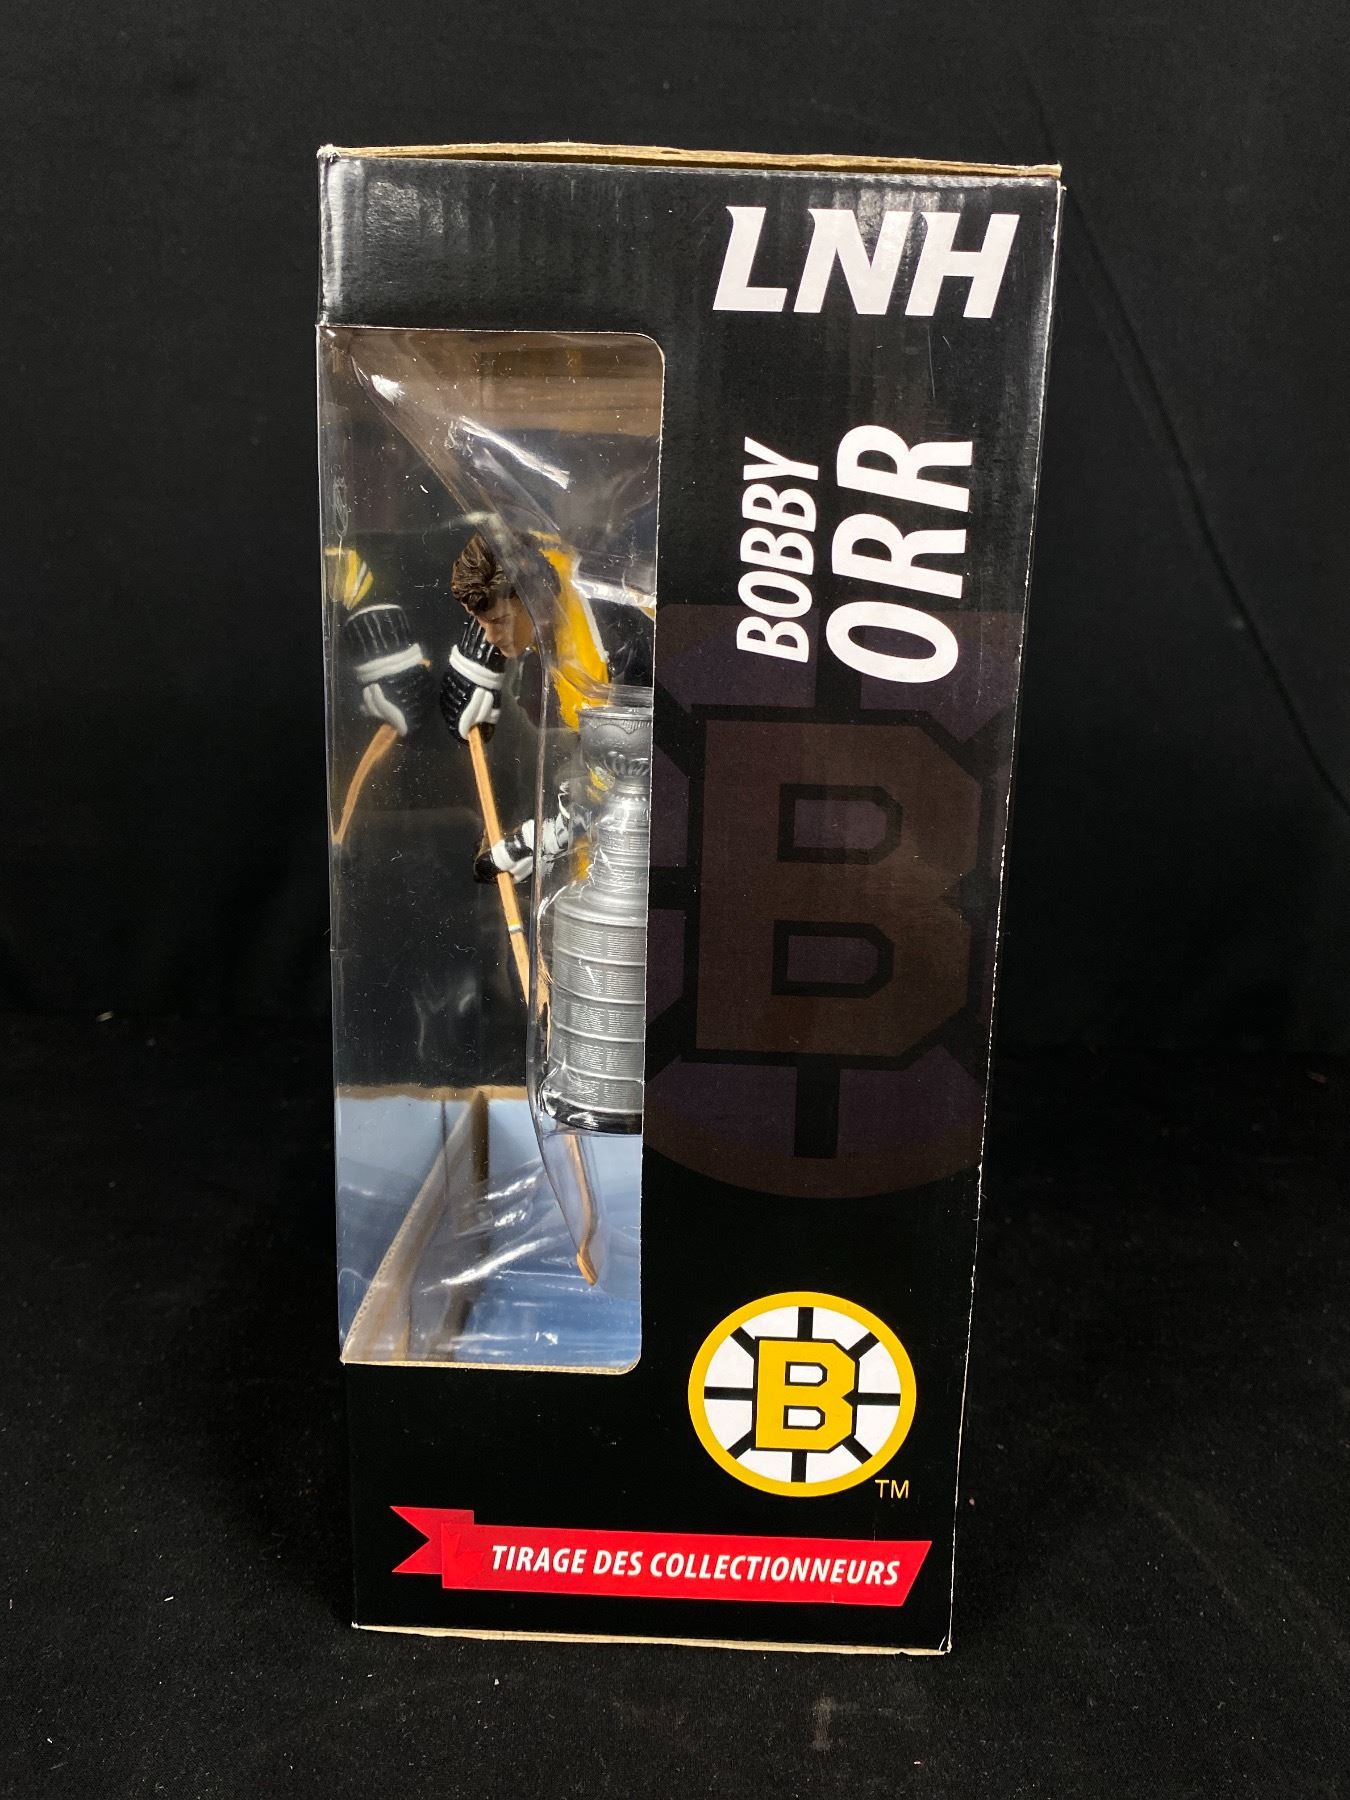 LNH
BOBBY
ORR
B
B
TM
TIRAGE DES COLLECTIONNEURS